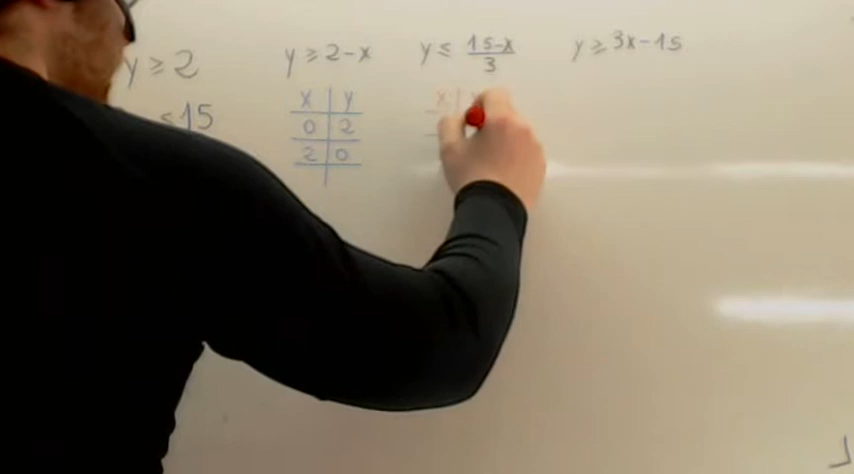 y ≥ 2
y ≥ 2 - x
y ≤ 15-x/3
y ≥ 3x - 15
≤ 15
x y
0 2
2 0
x